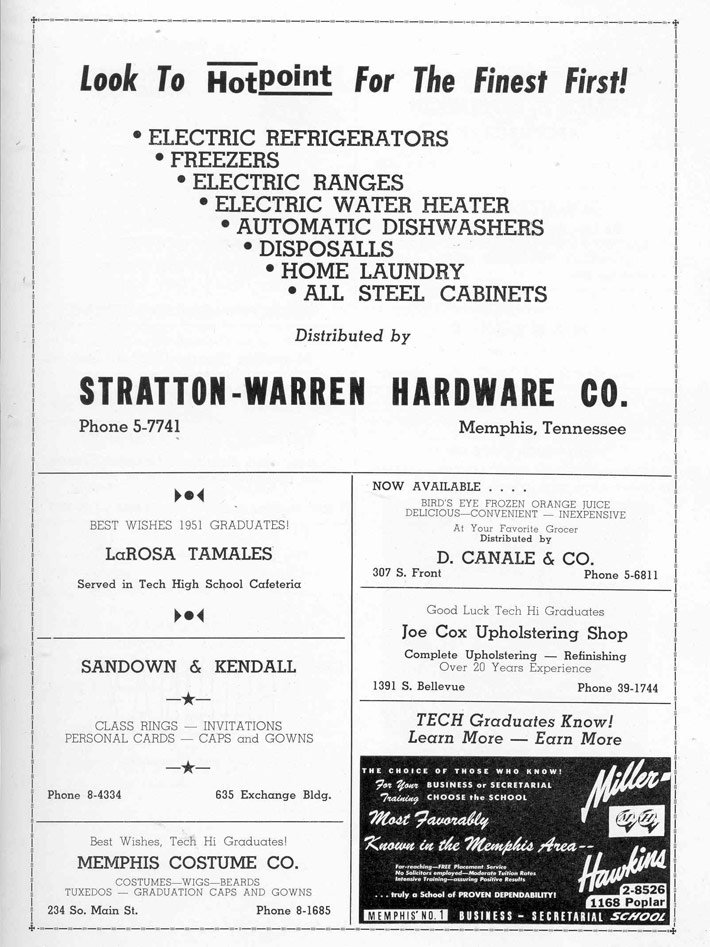 Look To Hotpoint For The Finest First!
• ELECTRIC REFRIGERATORS
• FREEZERS
• ELECTRIC RANGES
• ELECTRIC WATER HEATER
• AUTOMATIC DISHWASHERS
• DISPOSALLS
• HOME LAUNDRY
• ALL STEEL CABINETS
Distributed by
STRATTON-WARREN HARDWARE CO.
Phone 5-7741 Memphis, Tennessee
BEST WISHES 1951 GRADUATES!
LaROSA TAMALES
Served in Tech High School Cafeteria
SANDOWN & KENDALL
CLASS RINGS — INVITATIONS
PERSONAL CARDS — CAPS and GOWNS
Phone 8-4334 635 Exchange Bldg.
Best Wishes, Tech Hi Graduates!
MEMPHIS COSTUME CO.
COSTUMES—WIGS—BEARDS
TUXEDOS — GRADUATION CAPS AND GOWNS
234 So. Main St. Phone 8-1685
NOW AVAILABLE . . . .
BIRD'S EYE FROZEN ORANGE JUICE
DELICIOUS—CONVENIENT — INEXPENSIVE
At Your Favorite Grocer
Distributed by
D. CANALE & CO.
307 S. Front Phone 5-6811
Good Luck Tech Hi Graduates
Joe Cox Upholstering Shop
Complete Upholstering — Refinishing
Over 20 Years Experience
1391 S. Bellevue Phone 39-1744
TECH Graduates Know!
Learn More — Earn More
THE CHOICE OF THOSE WHO KNOW!
For Your BUSINESS or SECRETARIAL
Training CHOOSE the SCHOOL
Most Favorably
Known in the Memphis Area--
Far-reaching—FREE Placement Service
No Solicitors employed—Moderate Tuition Rates
Intensive Training—assuring Positive Results
. . . truly a School of PROVEN DEPENDABILITY!
Miller-
Hawkins
2-8526
1168 Poplar
MEMPHIS' NO. 1 BUSINESS - SECRETARIAL SCHOOL